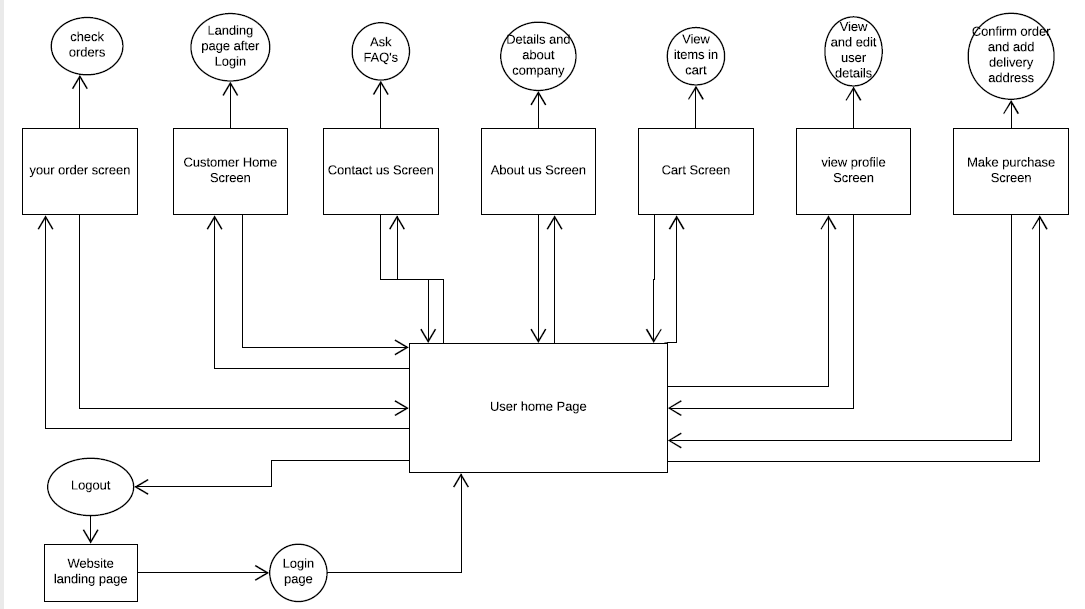 check
orders
Landing
page after
Login
Ask
FAQ's
Details and
about
company
View
items in
cart
View
and edit
user
details
Confirm order
and add
delivery
address
your order screen
Customer Home
Screen
Contact us Screen
About us Screen
Cart Screen
view profile
Screen
Make purchase
Screen
User home Page
Logout
Website
landing page
Login
page